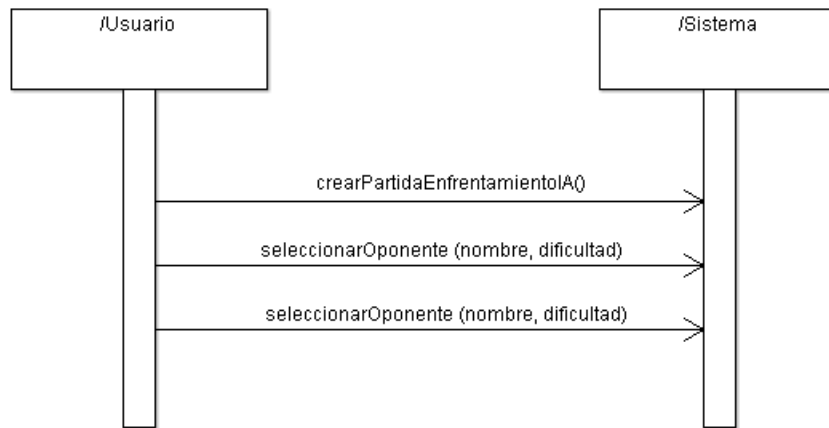 /Usuario
/Sistema
crearPartidaEnfrentamientoIA()
seleccionarOponente (nombre, dificultad)
seleccionarOponente (nombre, dificultad)